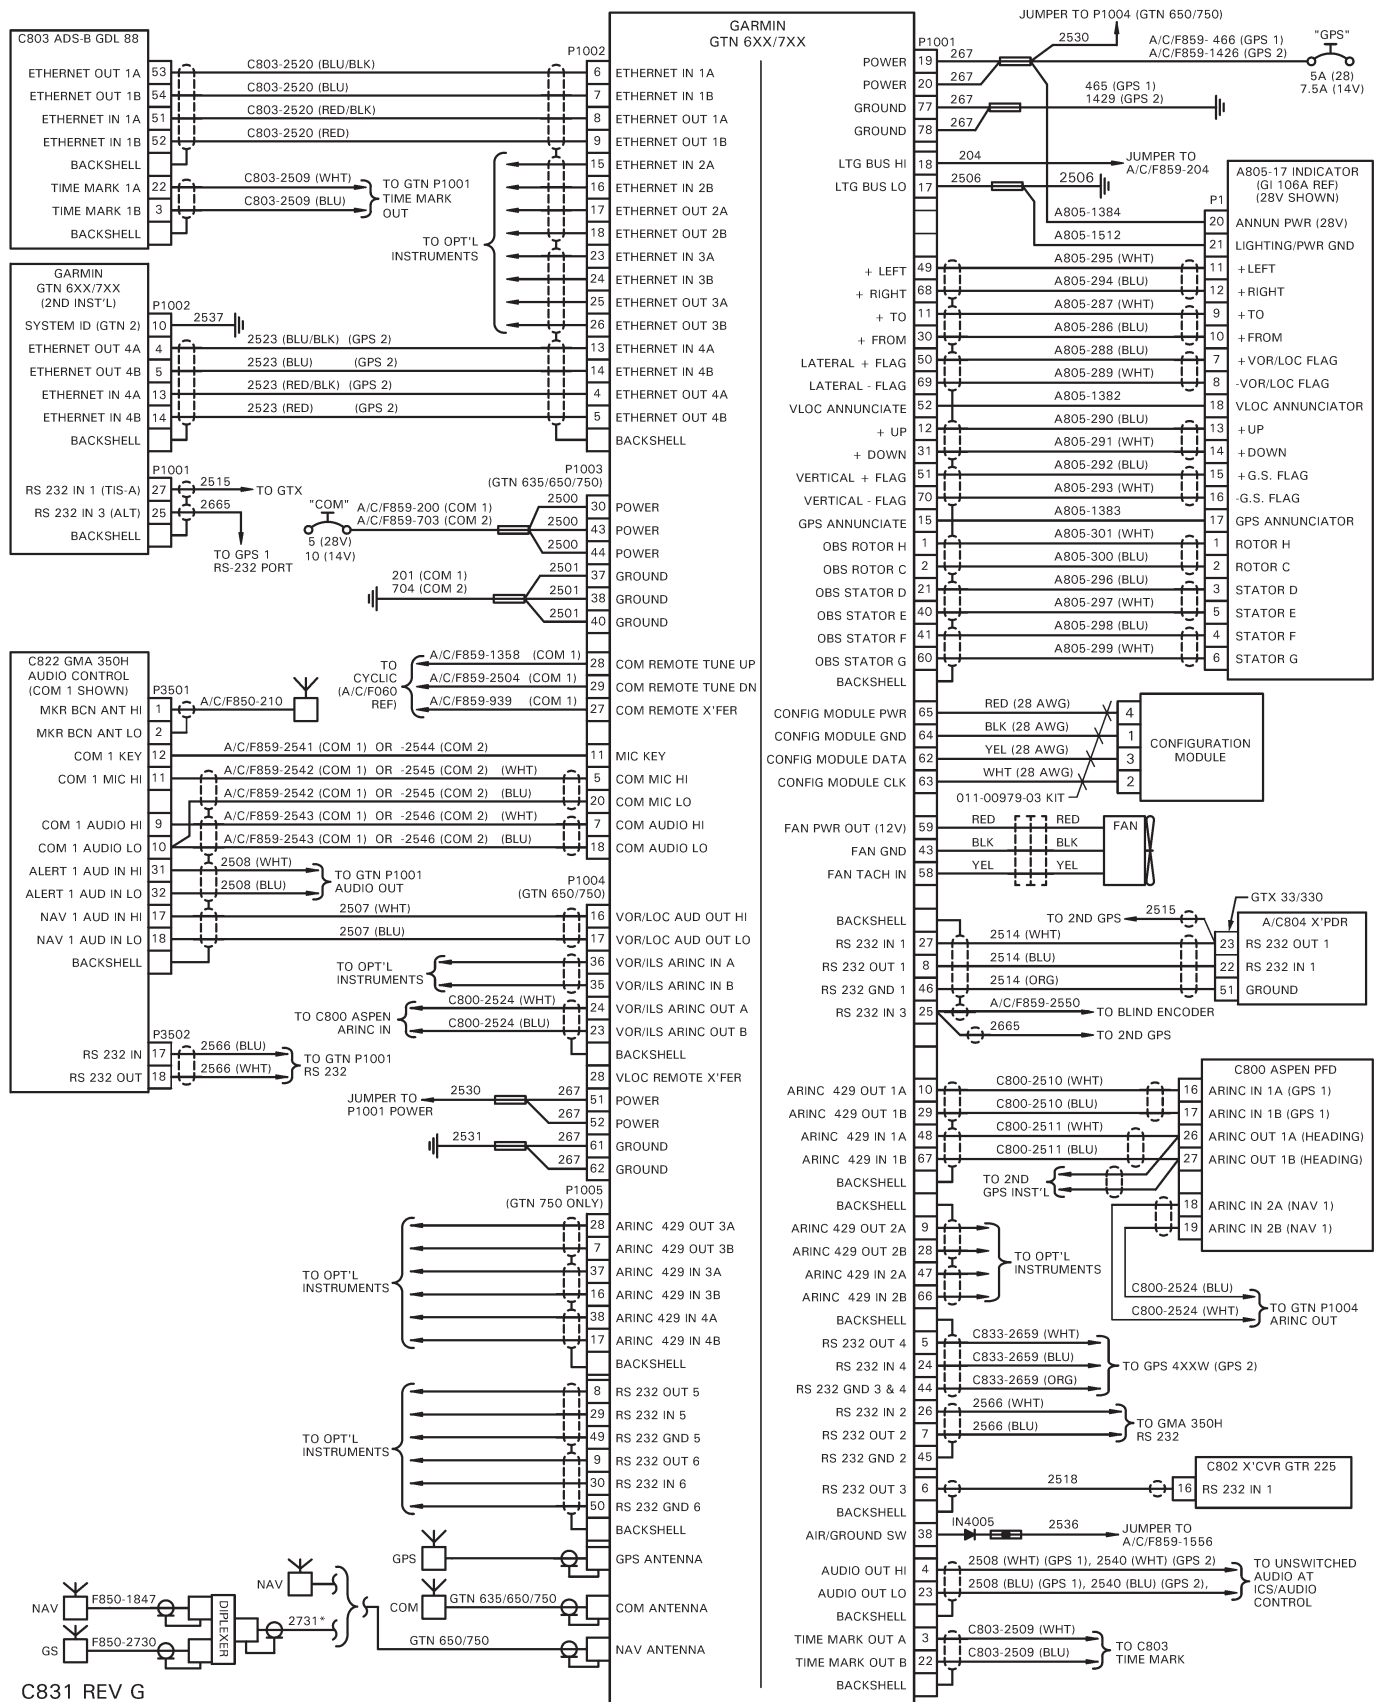 C803 ADS-B GDL 88
ETHERNET OUT 1A 53 C803-2520 (BLU/BLK)
ETHERNET OUT 1B 54 C803-2520 (BLU)
ETHERNET IN 1A 51 C803-2520 (RED/BLK)
ETHERNET IN 1B 52 C803-2520 (RED)
BACKSHELL
TIME MARK 1A 22 C803-2509 (WHT)
TIME MARK 1B 3 C803-2509 (BLU)
BACKSHELL
TO GTN P1001
TIME MARK
OUT
GARMIN
GTN 6XX/7XX
(2ND INST'L)
P1002
SYSTEM ID (GTN 2) 10 2537
ETHERNET OUT 4A 4 2523 (BLU/BLK) (GPS 2)
ETHERNET OUT 4B 5 2523 (BLU) (GPS 2)
ETHERNET IN 4A 13 2523 (RED/BLK) (GPS 2)
ETHERNET IN 4B 14 2523 (RED) (GPS 2)
BACKSHELL
P1001
RS 232 IN 1 (TIS-A) 27 2515 TO GTX
RS 232 IN 3 (ALT) 25 2665
BACKSHELL
TO GPS 1
RS-232 PORT
C822 GMA 350H
AUDIO CONTROL
(COM 1 SHOWN)
P3501
MKR BCN ANT HI 1 A/C/F850-210
MKR BCN ANT LO 2
COM 1 KEY 12 A/C/F859-2541 (COM 1) OR -2544 (COM 2)
COM 1 MIC HI 11 A/C/F859-2542 (COM 1) OR -2545 (COM 2) (WHT)
A/C/F859-2542 (COM 1) OR -2545 (COM 2) (BLU)
COM 1 AUDIO HI 9 A/C/F859-2543 (COM 1) OR -2546 (COM 2) (WHT)
COM 1 AUDIO LO 10 A/C/F859-2543 (COM 1) OR -2546 (COM 2) (BLU)
ALERT 1 AUD IN HI 31 2508 (WHT)
ALERT 1 AUD IN LO 32 2508 (BLU)
TO GTN P1001
AUDIO OUT
NAV 1 AUD IN HI 17 2507 (WHT)
NAV 1 AUD IN LO 18 2507 (BLU)
BACKSHELL
P3502
RS 232 IN 17 2566 (BLU)
RS 232 OUT 18 2566 (WHT)
TO GTN P1001
RS 232
GARMIN
GTN 6XX/7XX
P1002
6 ETHERNET IN 1A
7 ETHERNET IN 1B
8 ETHERNET OUT 1A
9 ETHERNET OUT 1B
15 ETHERNET IN 2A
16 ETHERNET IN 2B
17 ETHERNET OUT 2A
18 ETHERNET OUT 2B
23 ETHERNET IN 3A
24 ETHERNET IN 3B
25 ETHERNET OUT 3A
26 ETHERNET OUT 3B
TO OPT'L
INSTRUMENTS
13 ETHERNET IN 4A
14 ETHERNET IN 4B
4 ETHERNET OUT 4A
5 ETHERNET OUT 4B
BACKSHELL
P1003
(GTN 635/650/750)
"COM"
5 (28V)
10 (14V)
A/C/F859-200 (COM 1)
A/C/F859-703 (COM 2)
2500 30 POWER
2500 43 POWER
2500 44 POWER
201 (COM 1)
704 (COM 2)
2501 37 GROUND
2501 38 GROUND
2501 40 GROUND
TO
CYCLIC
(A/C/F060
REF)
A/C/F859-1358 (COM 1) 28 COM REMOTE TUNE UP
A/C/F859-2504 (COM 1) 29 COM REMOTE TUNE DN
A/C/F859-939 (COM 1) 27 COM REMOTE X'FER
11 MIC KEY
5 COM MIC HI
20 COM MIC LO
7 COM AUDIO HI
18 COM AUDIO LO
P1004
(GTN 650/750)
16 VOR/LOC AUD OUT HI
17 VOR/LOC AUD OUT LO
TO OPT'L
INSTRUMENTS
36 VOR/ILS ARINC IN A
35 VOR/ILS ARINC IN B
TO C800 ASPEN
ARINC IN
C800-2524 (WHT) 24 VOR/ILS ARINC OUT A
C800-2524 (BLU) 23 VOR/ILS ARINC OUT B
BACKSHELL
28 VLOC REMOTE X'FER
JUMPER TO
P1001 POWER
2530 267 51 POWER
267 52 POWER
2531 267 61 GROUND
267 62 GROUND
P1005
(GTN 750 ONLY)
28 ARINC 429 OUT 3A
7 ARINC 429 OUT 3B
37 ARINC 429 IN 3A
16 ARINC 429 IN 3B
38 ARINC 429 IN 4A
17 ARINC 429 IN 4B
BACKSHELL
TO OPT'L
INSTRUMENTS
8 RS 232 OUT 5
29 RS 232 IN 5
49 RS 232 GND 5
9 RS 232 OUT 6
30 RS 232 IN 6
50 RS 232 GND 6
BACKSHELL
TO OPT'L
INSTRUMENTS
GPS GPS ANTENNA
NAV
COM GTN 635/650/750 COM ANTENNA
GTN 650/750 NAV ANTENNA
NAV F850-1847
GS F850-2730
DIPLEXER
2731*
JUMPER TO P1004 (GTN 650/750)
2530
P1001
POWER 19 267
POWER 20 267
A/C/F859- 466 (GPS 1)
A/C/F859-1426 (GPS 2)
"GPS"
5A (28)
7.5A (14V)
GROUND 77 267
GROUND 78 267
465 (GPS 1)
1429 (GPS 2)
LTG BUS HI 18 204
JUMPER TO
A/C/F859-204
LTG BUS LO 17 2506 2506
A805-17 INDICATOR
(GI 106A REF)
(28V SHOWN)
P1
A805-1384 20 ANNUN PWR (28V)
A805-1512 21 LIGHTING/PWR GND
+ LEFT 49 A805-295 (WHT) 11 +LEFT
+ RIGHT 68 A805-294 (BLU) 12 +RIGHT
+ TO 11 A805-287 (WHT) 9 +TO
+ FROM 30 A805-286 (BLU) 10 +FROM
LATERAL + FLAG 50 A805-288 (BLU) 7 +VOR/LOC FLAG
LATERAL - FLAG 69 A805-289 (WHT) 8 -VOR/LOC FLAG
VLOC ANNUNCIATE 52 A805-1382 18 VLOC ANNUNCIATOR
+ UP 12 A805-290 (BLU) 13 +UP
+ DOWN 31 A805-291 (WHT) 14 +DOWN
VERTICAL + FLAG 51 A805-292 (BLU) 15 +G.S. FLAG
VERTICAL - FLAG 70 A805-293 (WHT) 16 -G.S. FLAG
GPS ANNUNCIATE 15 A805-1383 17 GPS ANNUNCIATOR
OBS ROTOR H 1 A805-301 (WHT) 1 ROTOR H
OBS ROTOR C 2 A805-300 (BLU) 2 ROTOR C
OBS STATOR D 21 A805-296 (BLU) 3 STATOR D
OBS STATOR E 40 A805-297 (WHT) 5 STATOR E
OBS STATOR F 41 A805-298 (BLU) 4 STATOR F
OBS STATOR G 60 A805-299 (WHT) 6 STATOR G
BACKSHELL
CONFIG MODULE PWR 65 RED (28 AWG) 4
CONFIG MODULE GND 64 BLK (28 AWG) 1
CONFIG MODULE DATA 62 YEL (28 AWG) 3
CONFIG MODULE CLK 63 WHT (28 AWG) 2
CONFIGURATION
MODULE
011-00979-03 KIT
FAN PWR OUT (12V) 59 RED RED FAN
FAN GND 43 BLK BLK
FAN TACH IN 58 YEL YEL
GTX 33/330
A/C804 X'PDR
BACKSHELL
TO 2ND GPS 2515
RS 232 IN 1 27 2514 (WHT) 23 RS 232 OUT 1
RS 232 OUT 1 8 2514 (BLU) 22 RS 232 IN 1
RS 232 GND 1 46 2514 (ORG) 51 GROUND
RS 232 IN 3 25 A/C/F859-2550 TO BLIND ENCODER
2665 TO 2ND GPS
C800 ASPEN PFD
ARINC 429 OUT 1A 10 C800-2510 (WHT) 16 ARINC IN 1A (GPS 1)
ARINC 429 OUT 1B 29 C800-2510 (BLU) 17 ARINC IN 1B (GPS 1)
ARINC 429 IN 1A 48 C800-2511 (WHT) 26 ARINC OUT 1A (HEADING)
ARINC 429 IN 1B 67 C800-2511 (BLU) 27 ARINC OUT 1B (HEADING)
BACKSHELL
TO 2ND
GPS INST'L
18 ARINC IN 2A (NAV 1)
19 ARINC IN 2B (NAV 1)
BACKSHELL
ARINC 429 OUT 2A 9
ARINC 429 OUT 2B 28
ARINC 429 IN 2A 47
ARINC 429 IN 2B 66
BACKSHELL
TO OPT'L
INSTRUMENTS
C800-2524 (BLU)
C800-2524 (WHT)
TO GTN P1004
ARINC OUT
RS 232 OUT 4 5 C833-2659 (WHT)
RS 232 IN 4 24 C833-2659 (BLU)
RS 232 GND 3 & 4 44 C833-2659 (ORG)
TO GPS 4XXW (GPS 2)
RS 232 IN 2 26 2566 (WHT)
RS 232 OUT 2 7 2566 (BLU)
RS 232 GND 2 45
TO GMA 350H
RS 232
C802 X'CVR GTR 225
RS 232 OUT 3 6 2518 16 RS 232 IN 1
BACKSHELL
AIR/GROUND SW 38 IN4005 2536
JUMPER TO
A/C/F859-1556
AUDIO OUT HI 4 2508 (WHT) (GPS 1), 2540 (WHT) (GPS 2)
AUDIO OUT LO 23 2508 (BLU) (GPS 1), 2540 (BLU) (GPS 2),
BACKSHELL
TO UNSWITCHED
AUDIO AT
ICS/AUDIO
CONTROL
TIME MARK OUT A 3 C803-2509 (WHT)
TIME MARK OUT B 22 C803-2509 (BLU)
BACKSHELL
TO C803
TIME MARK
C831 REV G